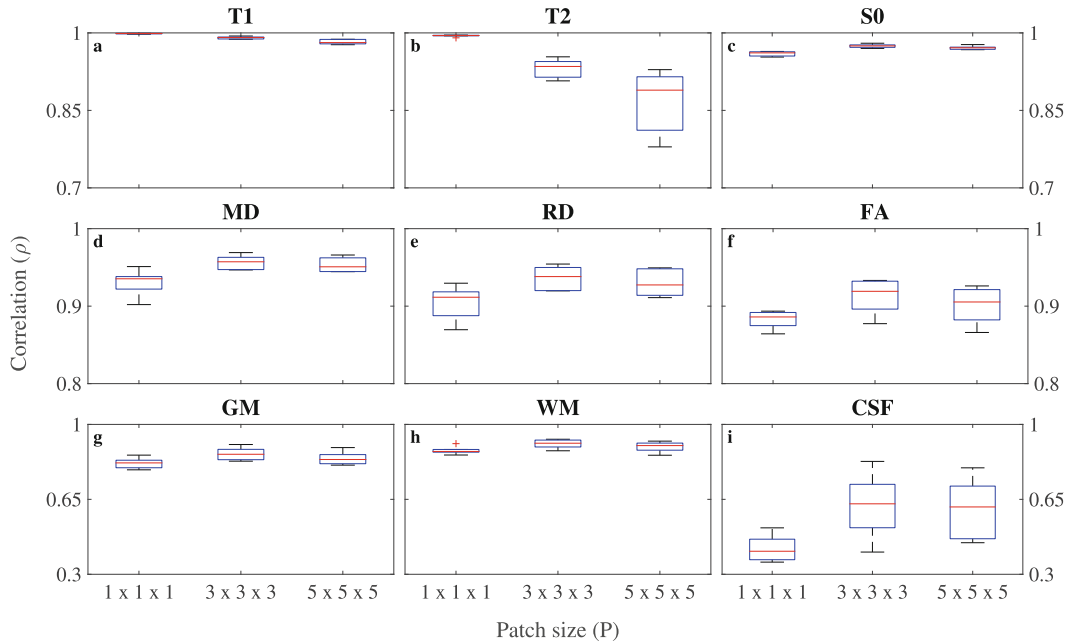 T1 T2 S0
1 a b c 1
0.85 0.85
0.7 0.7
MD RD FA
1 d e f 1
0.9 0.9
0.8 0.8
Correlation (ρ)
GM WM CSF
1 g h i 1
0.65 0.65
0.3 0.3
1 x 1 x 1 3 x 3 x 3 5 x 5 x 5 1 x 1 x 1 3 x 3 x 3 5 x 5 x 5 1 x 1 x 1 3 x 3 x 3 5 x 5 x 5
Patch size (P)